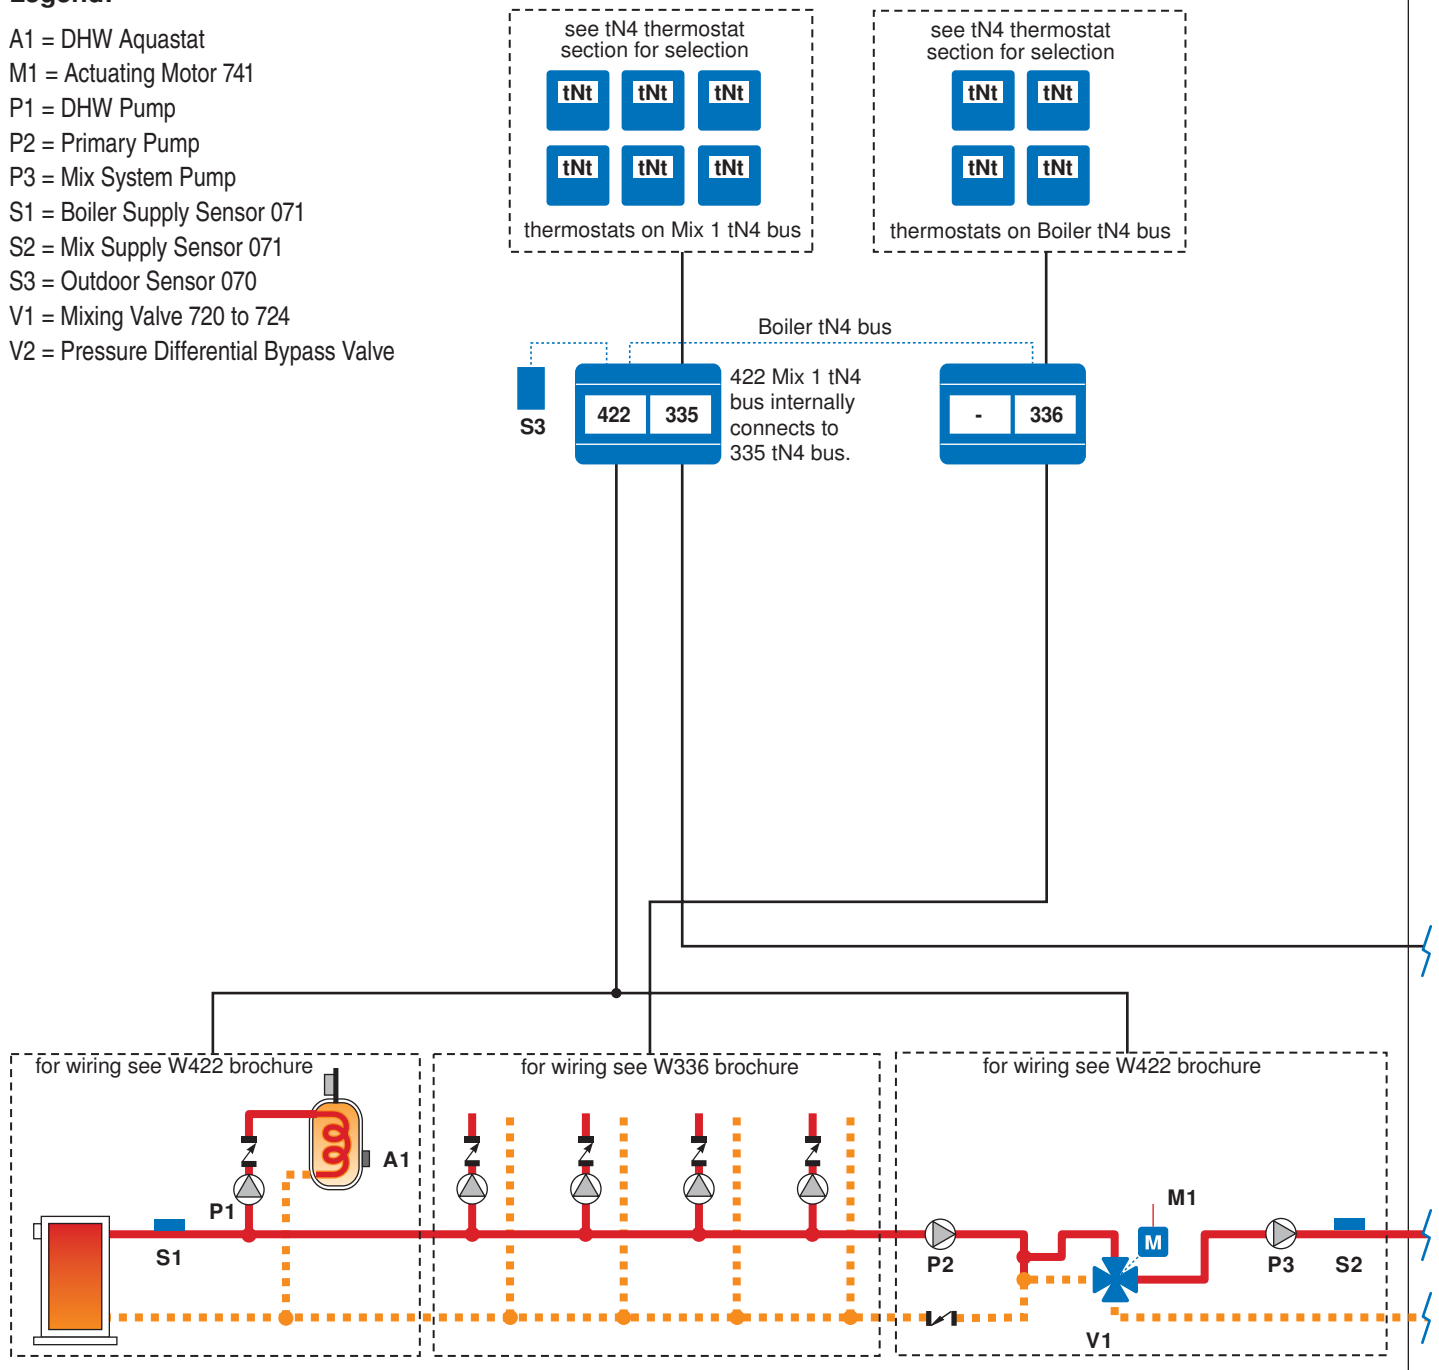 Legend:
A1 = DHW Aquastat
M1 = Actuating Motor 741
P1 = DHW Pump
P2 = Primary Pump
P3 = Mix System Pump
S1 = Boiler Supply Sensor 071
S2 = Mix Supply Sensor 071
S3 = Outdoor Sensor 070
V1 = Mixing Valve 720 to 724
V2 = Pressure Differential Bypass Valve
see tN4 thermostat
section for selection
tNt tNt tNt
tNt tNt tNt
thermostats on Mix 1 tN4 bus
see tN4 thermostat
section for selection
tNt tNt
tNt tNt
thermostats on Boiler tN4 bus
Boiler tN4 bus
S3
422 335
422 Mix 1 tN4
bus internally
connects to
335 tN4 bus.
- 336
for wiring see W422 brochure
A1
P1
S1
for wiring see W336 brochure
for wiring see W422 brochure
M1
M
P2
P3
S2
V1